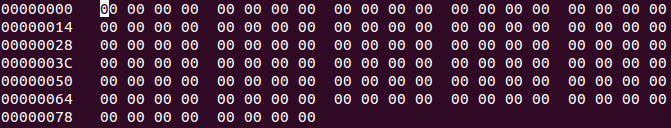 00000000 00 00 00 00 00 00 00 00 00 00 00 00 00 00 00 00 00 00 00 00
00000014 00 00 00 00 00 00 00 00 00 00 00 00 00 00 00 00 00 00 00 00
00000028 00 00 00 00 00 00 00 00 00 00 00 00 00 00 00 00 00 00 00 00
0000003C 00 00 00 00 00 00 00 00 00 00 00 00 00 00 00 00 00 00 00 00
00000050 00 00 00 00 00 00 00 00 00 00 00 00 00 00 00 00 00 00 00 00
00000064 00 00 00 00 00 00 00 00 00 00 00 00 00 00 00 00 00 00 00 00
00000078 00 00 00 00 00 00 00 00